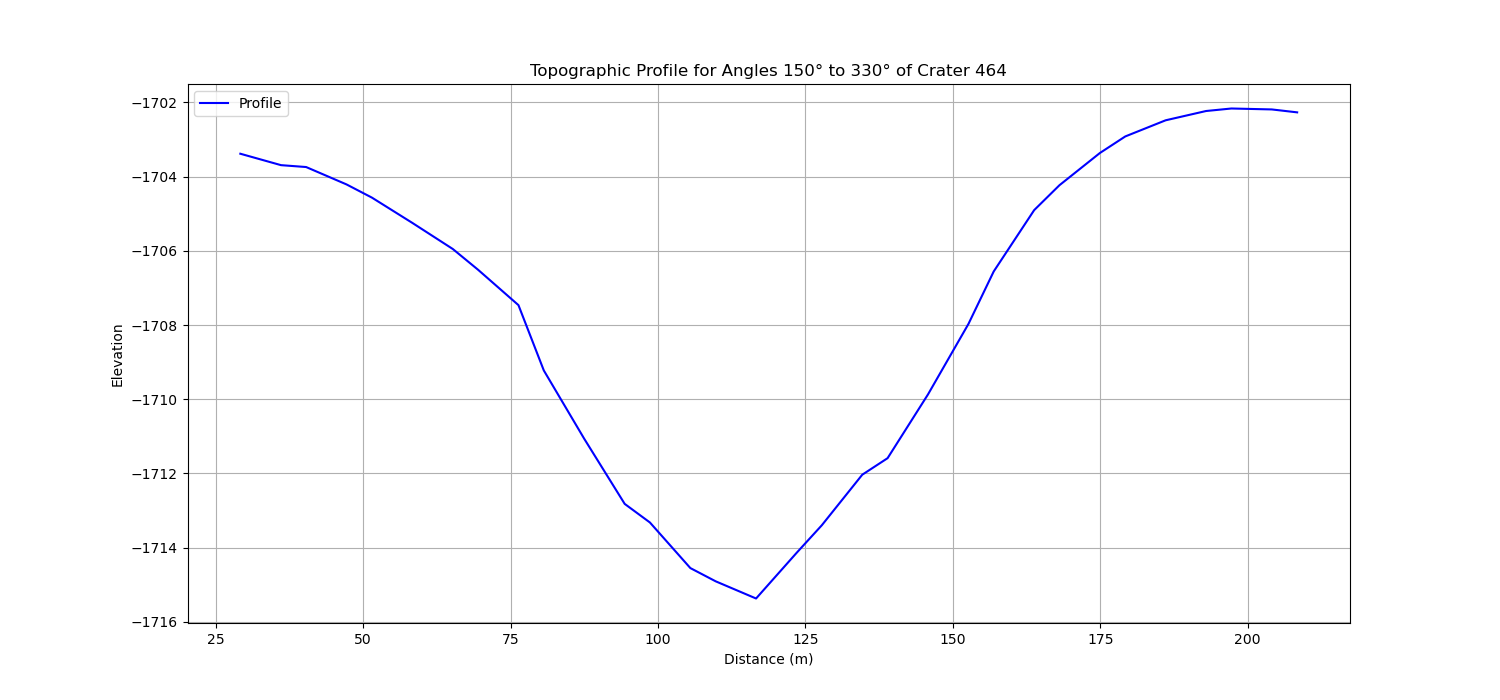 Topographic Profile for Angles 150° to 330° of Crater 464
Profile
−1702
−1704
−1706
−1708
−1710
−1712
−1714
−1716
Elevation
25 50 75 100 125 150 175 200
Distance (m)